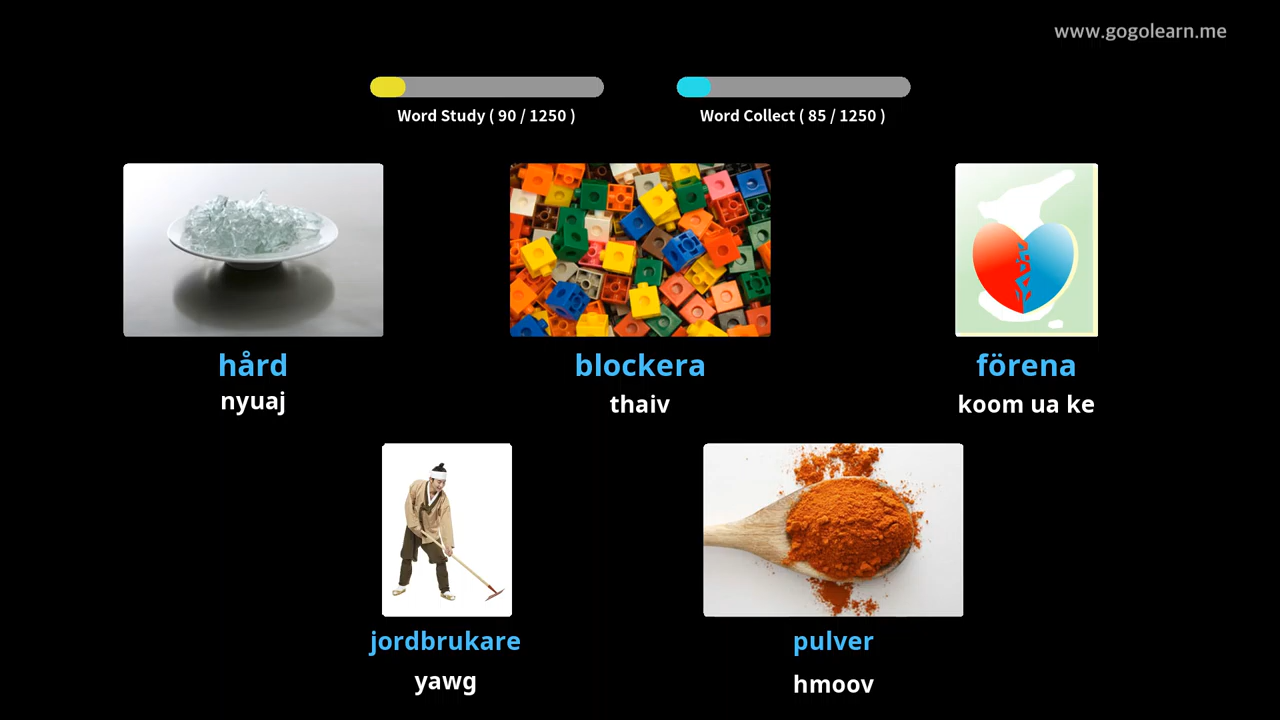 www.gogolearn.me
Word Study ( 90 / 1250 )
Word Collect ( 85 / 1250 )
hård
blockera
förena
nyuaj
thaiv
koom ua ke
jordbrukare
pulver
yawg
hmoov